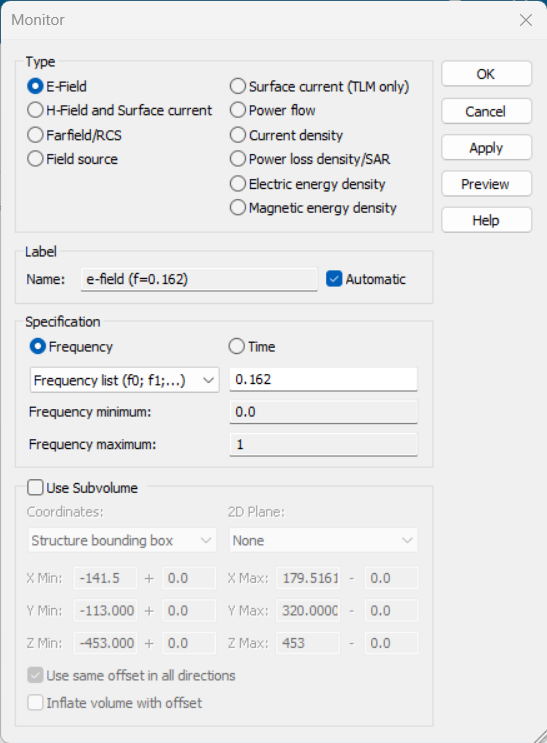 Monitor
Type
E-Field
Surface current (TLM only)
OK
H-Field and Surface current
Power flow
Cancel
Farfield/RCS
Current density
Apply
Field source
Power loss density/SAR
Electric energy density
Preview
Magnetic energy density
Help
Label
Name: e-field (f=0.162) Automatic
Specification
Frequency Time
Frequency list (f0; f1;...) 0.162
Frequency minimum: 0.0
Frequency maximum: 1
Use Subvolume
Coordinates: 2D Plane:
Structure bounding box None
X Min: -141.5 + 0.0 X Max: 179.5161 - 0.0
Y Min: -113.000 + 0.0 Y Max: 320.0000 - 0.0
Z Min: -453.000 + 0.0 Z Max: 453 - 0.0
Use same offset in all directions
Inflate volume with offset